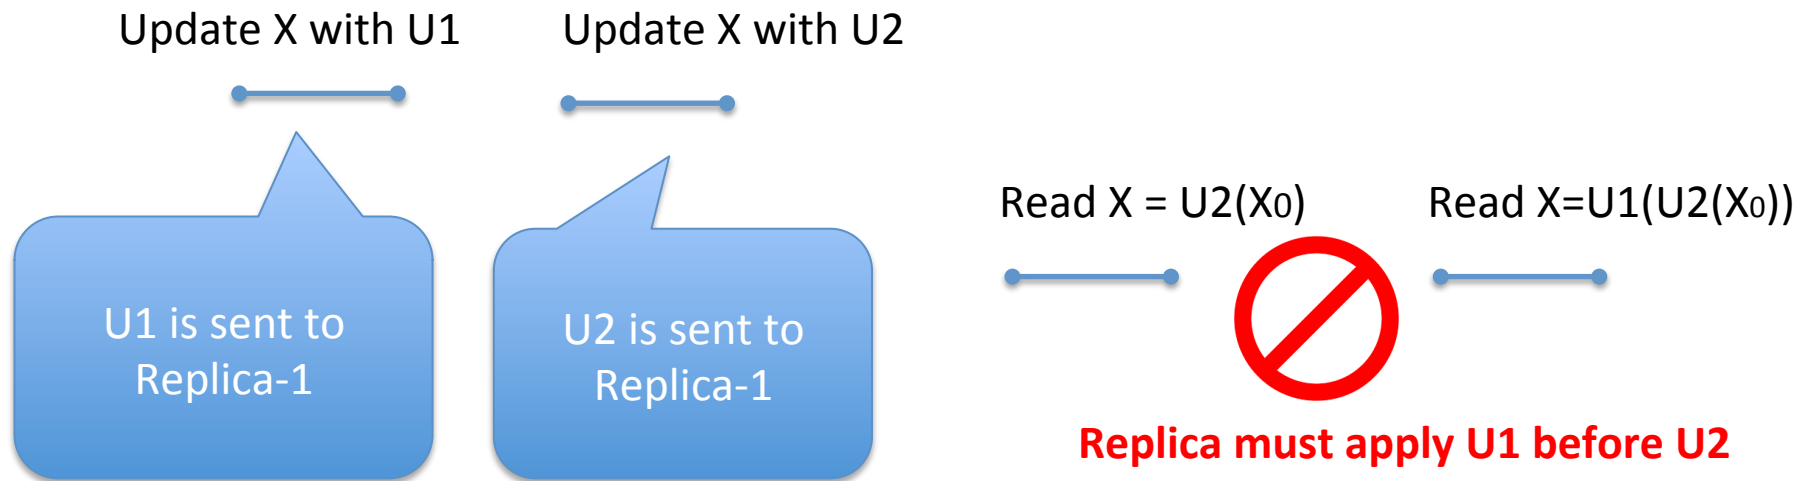 Update X with U1
Update X with U2
U1 is sent to
Replica-1
U2 is sent to
Replica-1
Read X = U2(X0)
Read X=U1(U2(X0))
Replica must apply U1 before U2